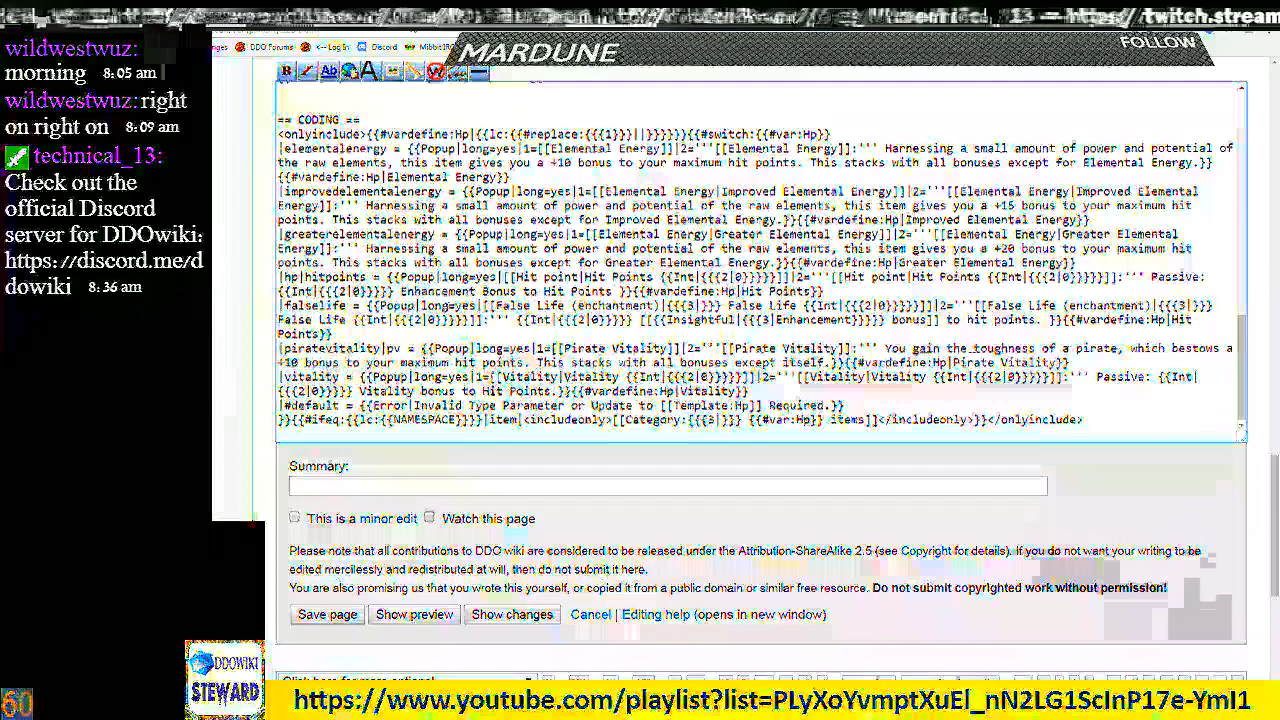 13 — https://twitch.stream
wildwestwuz:
morning 8:05 am
wildwestwuz: right
on right on 8:09 am
technical_13:
Check out the
official Discord
server for DDOwiki:
https://discord.me/d
dowiki 8:36 am
DDO Forums <-- Log In Discord MibbitIRC
MARDUNE
FOLLOW
== CODING ==
<onlyinclude>{{#vardefine:Hp|{{lc:{{#replace:{{{1}}}| |}}}}}}{{#switch:{{#var:Hp}}
|elementalenergy = {{Popup|long=yes|1=[[Elemental Energy]]|2='''[[Elemental Energy]]:''' Harnessing a small amount of power and potential of
the raw elements, this item gives you a +10 bonus to your maximum hit points. This stacks with all bonuses except for Elemental Energy.}}
{{#vardefine:Hp|Elemental Energy}}
|improvedelementalenergy = {{Popup|long=yes|1=[[Elemental Energy|Improved Elemental Energy]]|2='''[[Elemental Energy|Improved Elemental
Energy]]:''' Harnessing a small amount of power and potential of the raw elements, this item gives you a +15 bonus to your maximum hit
points. This stacks with all bonuses except for Improved Elemental Energy.}}{{#vardefine:Hp|Improved Elemental Energy}}
|greaterelementalenergy = {{Popup|long=yes|1=[[Elemental Energy|Greater Elemental Energy]]|2='''[[Elemental Energy|Greater Elemental
Energy]]:''' Harnessing a small amount of power and potential of the raw elements, this item gives you a +20 bonus to your maximum hit
points. This stacks with all bonuses except for Greater Elemental Energy.}}{{#vardefine:Hp|Greater Elemental Energy}}
|hp|hitpoints = {{Popup|long=yes|[[Hit point|Hit Points {{Int|{{{2|0}}}}}]]|2='''[[Hit point|Hit Points {{Int|{{{2|0}}}}}]]:''' Passive:
{{Int|{{{2|0}}}}} Enhancement Bonus to Hit Points }}{{#vardefine:Hp|Hit Points}}
|falselife = {{Popup|long=yes|[[False Life (enchantment)|{{{3|}}} False Life {{Int|{{{2|0}}}}}]]|2='''[[False Life (enchantment)|{{{3|}}}
False Life {{Int|{{{2|0}}}}}]]:''' {{Int|{{{2|0}}}}} [[{{Insightful|{{{3|Enhancement}}}}} bonus]] to hit points. }}{{#vardefine:Hp|Hit
Points}}
|piratevitality|pv = {{Popup|long=yes|1=[[Pirate Vitality]]|2='''[[Pirate Vitality]]:''' You gain the toughness of a pirate, which bestows a
+10 bonus to your maximum hit points. This stacks with all bonuses except itself.}}{{#vardefine:Hp|Pirate Vitality}}
|vitality = {{Popup|long=yes|1=[[Vitality|Vitality {{Int|{{{2|0}}}}}]]|2='''[[Vitality|Vitality {{Int|{{{2|0}}}}}]]:''' Passive: {{Int|
{{{2|0}}}}} Vitality bonus to Hit Points.}}{{#vardefine:Hp|Vitality}}
|#default = {{Error|Invalid Type Parameter or Update to [[Template:Hp]] Required.}}
}}{{#ifeq:{{lc:{{NAMESPACE}}}}|item|<includeonly>[[Category:{{{3|}}} {{#var:Hp}} items]]</includeonly>}}</onlyinclude>
Summary:
This is a minor edit Watch this page
Please note that all contributions to DDO wiki are considered to be released under the Attribution-ShareAlike 2.5 (see Copyright for details). If you do not want your writing to be
edited mercilessly and redistributed at will, then do not submit it here.
You are also promising us that you wrote this yourself, or copied it from a public domain or similar free resource. Do not submit copyrighted work without permission!
Save page Show preview Show changes Cancel | Editing help (opens in new window)
DDOWIKI
STEWARD
60
https://www.youtube.com/playlist?list=PLyXoYvmptXuEl_nN2LG1ScInP17e-YmI1